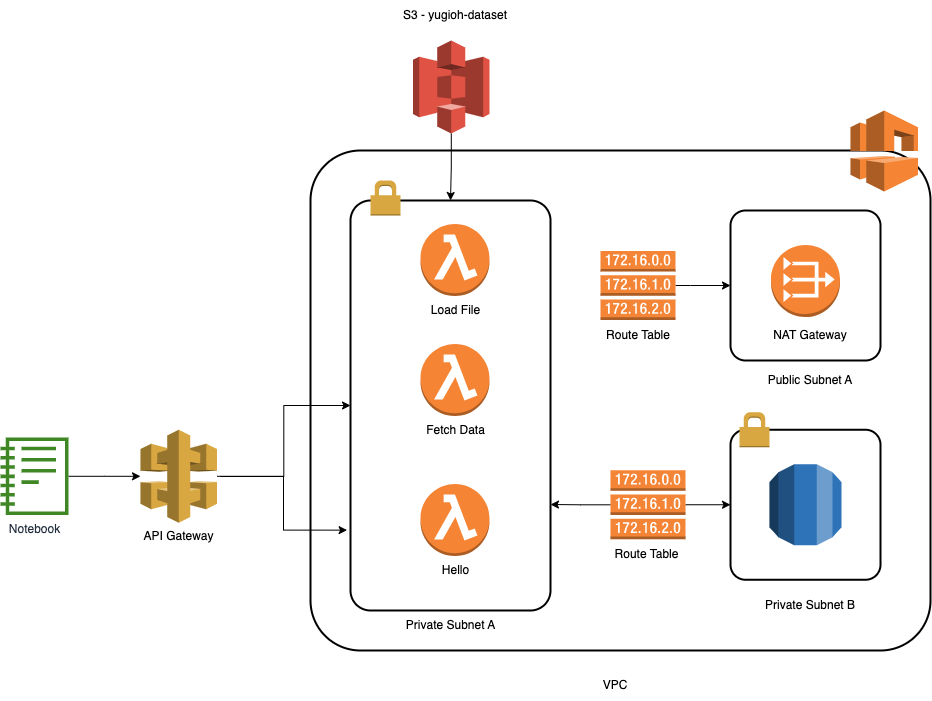 S3 - yugioh-dataset
Load File
Fetch Data
Hello
Private Subnet A
172.16.0.0
172.16.1.0
172.16.2.0
Route Table
NAT Gateway
Public Subnet A
172.16.0.0
172.16.1.0
172.16.2.0
Route Table
Private Subnet B
Notebook
API Gateway
VPC